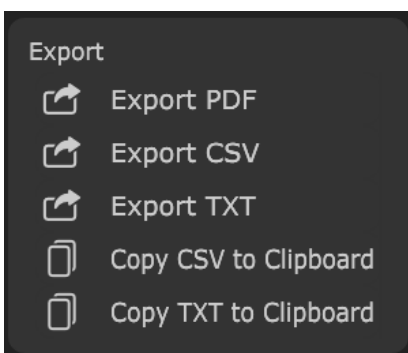 Export
Export PDF
Export CSV
Export TXT
Copy CSV to Clipboard
Copy TXT to Clipboard